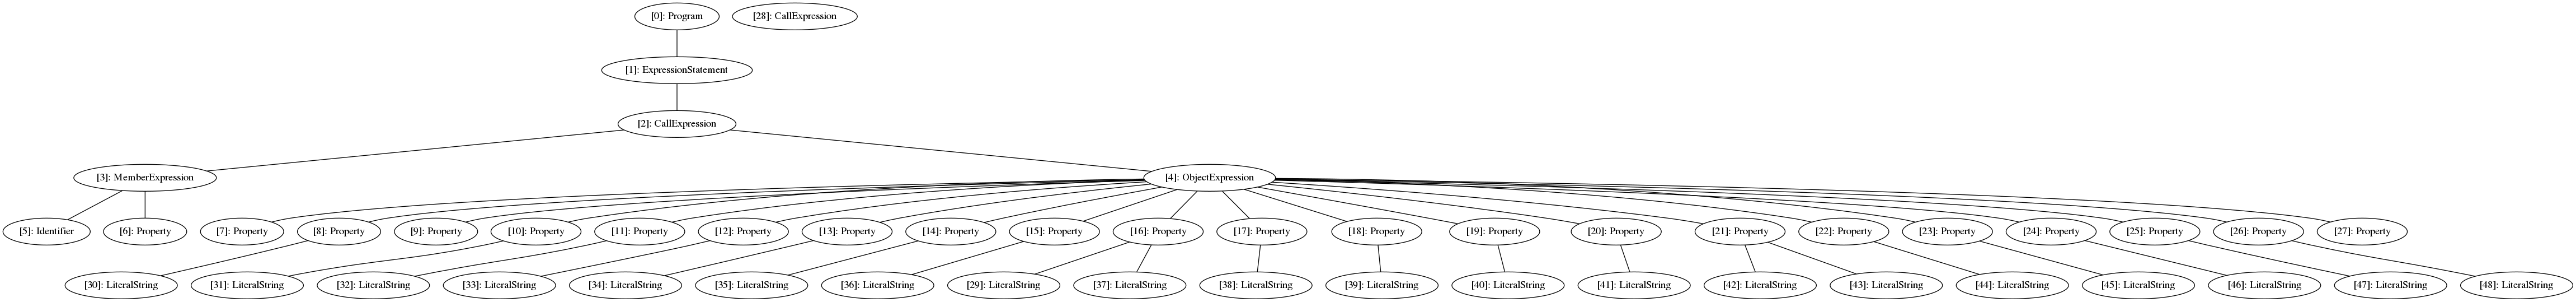 [0]: Program [28]: CallExpression
[1]: ExpressionStatement
[2]: CallExpression
[3]: MemberExpression [4]: ObjectExpression
[5]: Identifier [6]: Property [7]: Property [8]: Property [9]: Property [10]: Property [11]: Property [12]: Property [13]: Property [14]: Property [15]: Property [16]: Property [17]: Property [18]: Property [19]: Property [20]: Property [21]: Property [22]: Property [23]: Property [24]: Property [25]: Property [26]: Property [27]: Property
[30]: LiteralString [31]: LiteralString [32]: LiteralString [33]: LiteralString [34]: LiteralString [35]: LiteralString [36]: LiteralString [29]: LiteralString [37]: LiteralString [38]: LiteralString [39]: LiteralString [40]: LiteralString [41]: LiteralString [42]: LiteralString [43]: LiteralString [44]: LiteralString [45]: LiteralString [46]: LiteralString [47]: LiteralString [48]: LiteralString